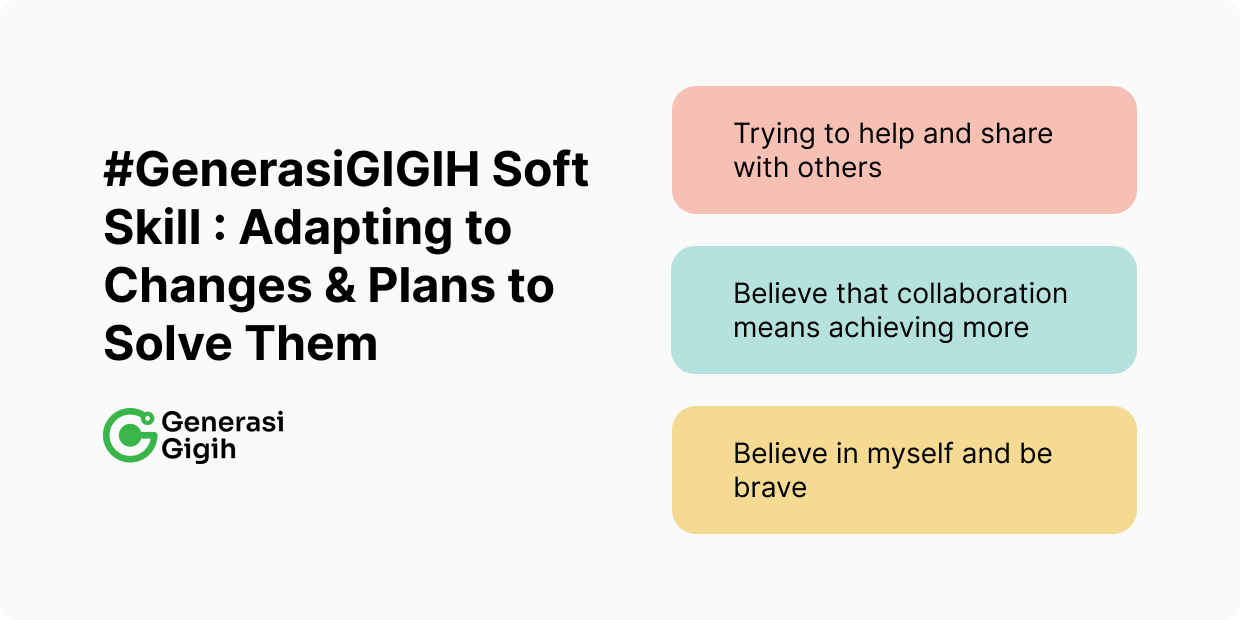 #GenerasiGIGIH Soft
Skill : Adapting to
Changes & Plans to
Solve Them
Generasi
Gigih
Trying to help and share
with others
Believe that collaboration
means achieving more
Believe in myself and be
brave